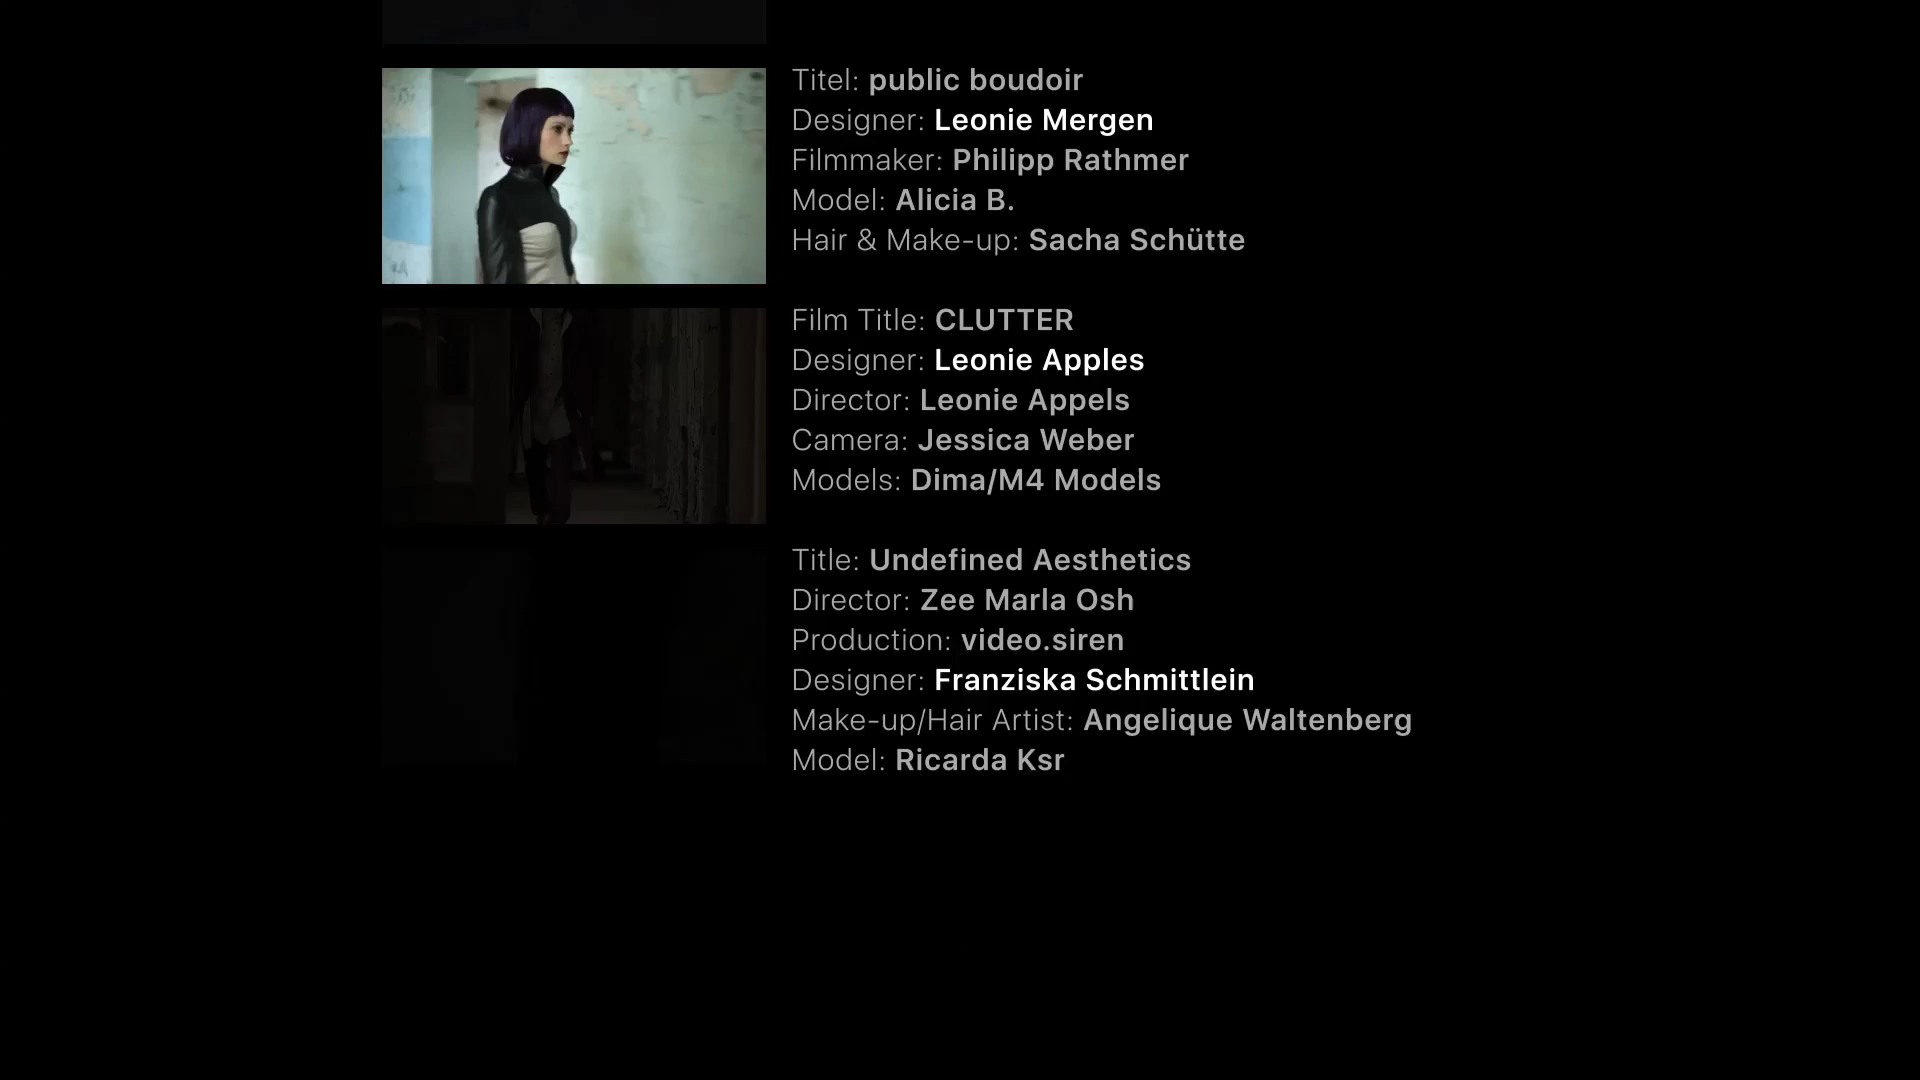 Titel: public boudoir
Designer: Leonie Mergen
Filmmaker: Philipp Rathmer
Model: Alicia B.
Hair & Make-up: Sacha Schütte
Film Title: CLUTTER
Designer: Leonie Apples
Director: Leonie Appels
Camera: Jessica Weber
Models: Dima/M4 Models
Title: Undefined Aesthetics
Director: Zee Marla Osh
Production: video.siren
Designer: Franziska Schmittlein
Make-up/Hair Artist: Angelique Waltenberg
Model: Ricarda Ksr